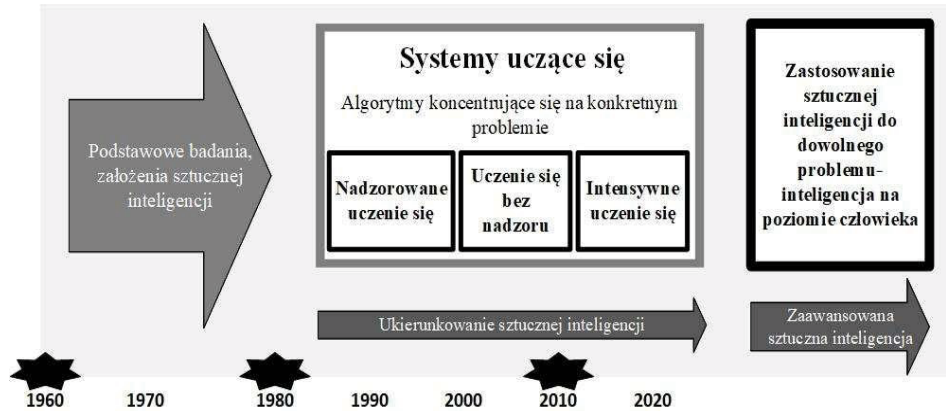 Podstawowe badania,
założenia sztucznej
inteligencji
Systemy uczące się
Algorytmy koncentrujące się na konkretnym
problemie
Nadzorowane
uczenie się
Uczenie się
bez
nadzoru
Intensywne
uczenie się
Zastosowanie
sztucznej
inteligencji do
dowolnego
problemu-
inteligencja na
poziomie człowieka
Ukierunkowanie sztucznej inteligencji
Zaawansowana
sztuczna inteligencja
1960 1970 1980 1990 2000 2010 2020